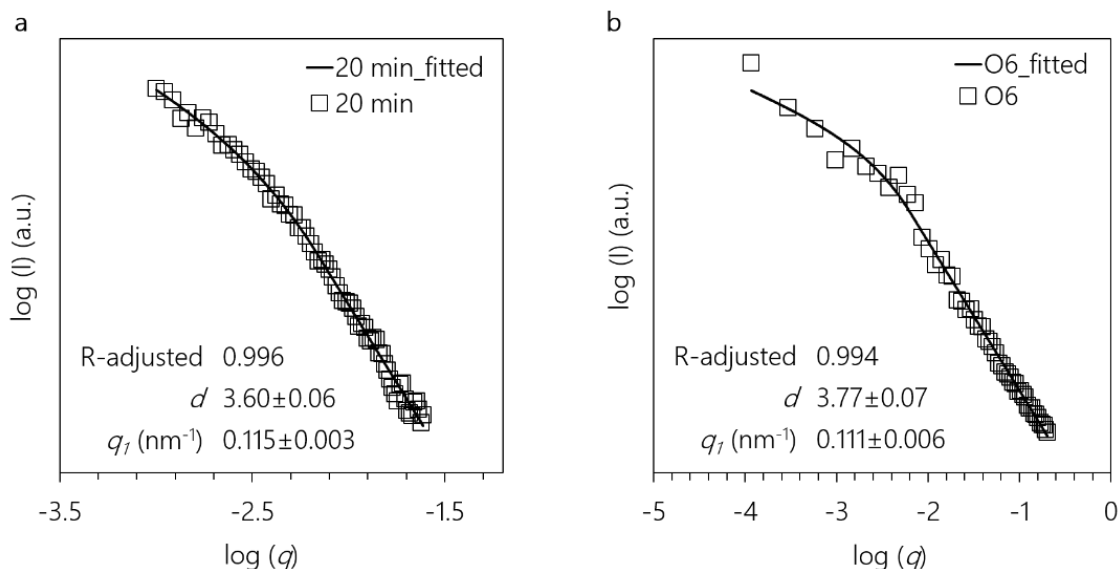 a
20 min_fitted
20 min
log (I) (a.u.)
R-adjusted 0.996
d 3.60±0.06
q1 (nm-1) 0.115±0.003
-3.5 -2.5 -1.5
log (q)
b
O6_fitted
O6
log (I) (a.u.)
R-adjusted 0.994
d 3.77±0.07
q1 (nm-1) 0.111±0.006
-5 -4 -3 -2 -1 0
log (q)